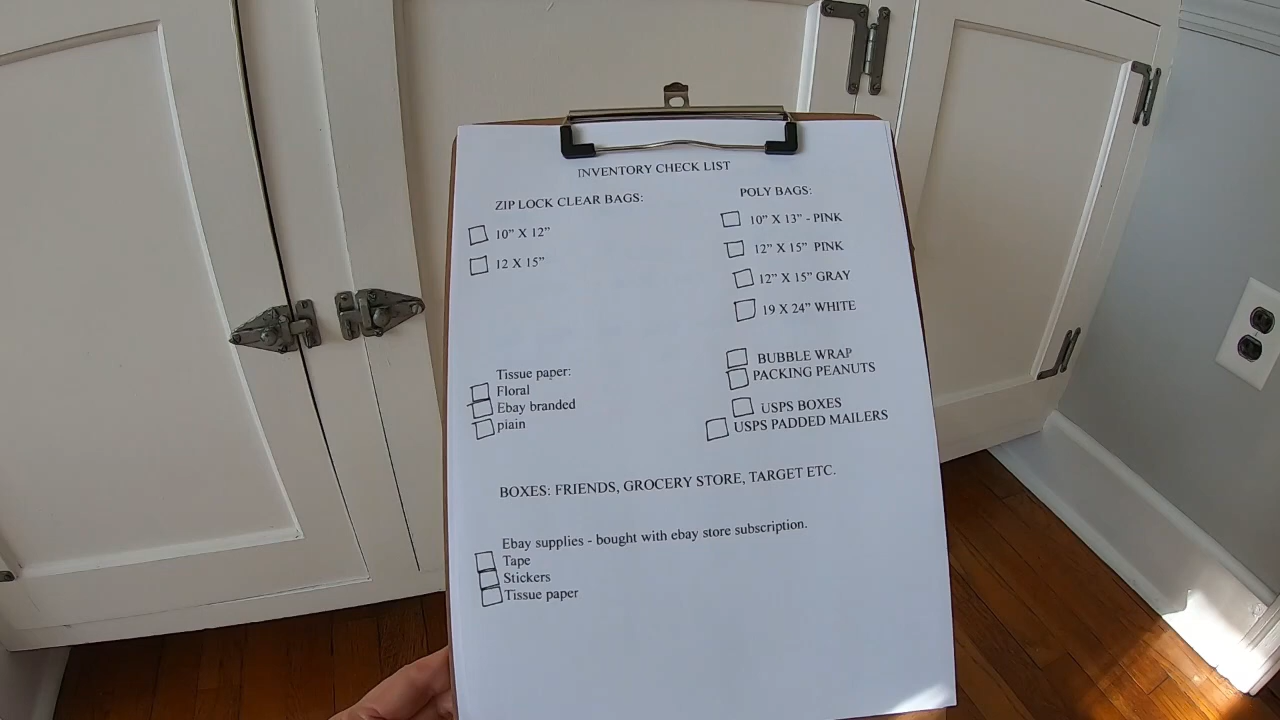 INVENTORY CHECK LIST
ZIP LOCK CLEAR BAGS:
10” X 12”
12 X 15”
POLY BAGS:
10” X 13” - PINK
12” X 15” PINK
12” X 15” GRAY
19 X 24” WHITE
Tissue paper:
Floral
Ebay branded
plain
BUBBLE WRAP
PACKING PEANUTS
USPS BOXES
USPS PADDED MAILERS
BOXES: FRIENDS, GROCERY STORE, TARGET ETC.
Ebay supplies - bought with ebay store subscription.
Tape
Stickers
Tissue paper